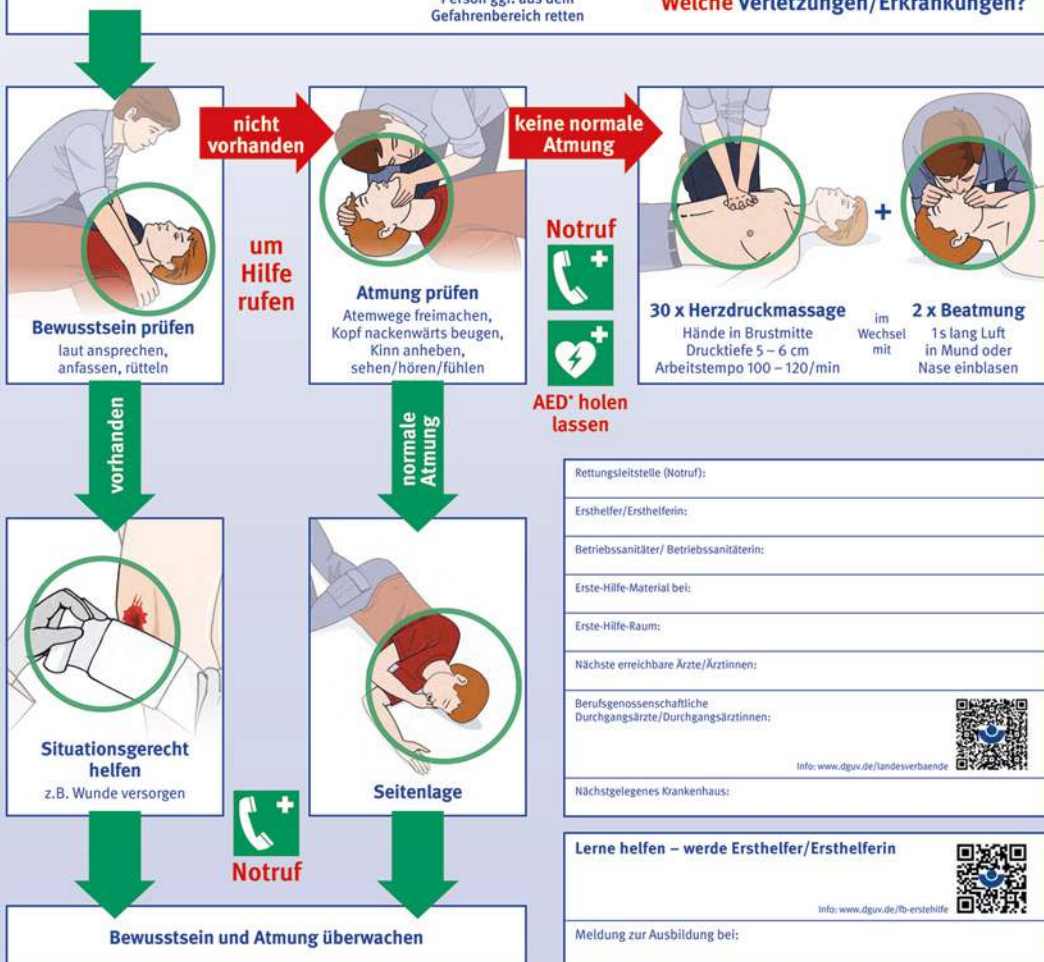 Person ggf. aus dem
Gefahrenbereich retten
Welche Verletzungen/Erkrankungen?
nicht
vorhanden
keine normale
Atmung
um
Hilfe
rufen
Notruf
Bewusstsein prüfen
laut ansprechen,
anfassen, rütteln
Atmung prüfen
Atemwege freimachen,
Kopf nackenwärts beugen,
Kinn anheben,
sehen/hören/fühlen
AED* holen
lassen
30 x Herzdruckmassage
Hände in Brustmitte
Drucktiefe 5 – 6 cm
Arbeitstempo 100 – 120/min
+
im
Wechsel
mit
2 x Beatmung
1 s lang Luft
in Mund oder
Nase einblasen
vorhanden
normale
Atmung
Situationsgerecht
helfen
z.B. Wunde versorgen
Notruf
Seitenlage
Bewusstsein und Atmung überwachen
Rettungsleitstelle (Notruf):
Ersthelfer/Ersthelferin:
Betriebssanitäter/ Betriebssanitäterin:
Erste-Hilfe-Material bei:
Erste-Hilfe-Raum:
Nächste erreichbare Ärzte/Ärztinnen:
Berufsgenossenschaftliche
Durchgangsärzte/Durchgangsärztinnen:
Info: www.dguv.de/landesverbaende
Nächstgelegenes Krankenhaus:
Lerne helfen – werde Ersthelfer/Ersthelferin
Info: www.dguv.de/fb-erstehilfe
Meldung zur Ausbildung bei: